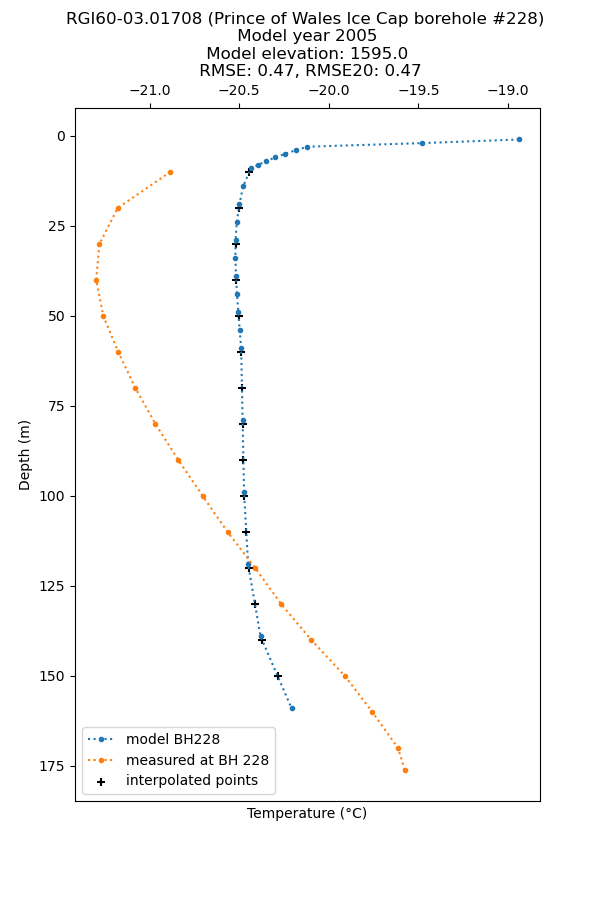 RGI60-03.01708 (Prince of Wales Ice Cap borehole #228)
Model year 2005
Model elevation: 1595.0
RMSE: 0.47, RMSE20: 0.47
−21.0 −20.5 −20.0 −19.5 −19.0
0
25
50
75
100
125
150
175
Depth (m)
model BH228
measured at BH 228
interpolated points
Temperature (°C)